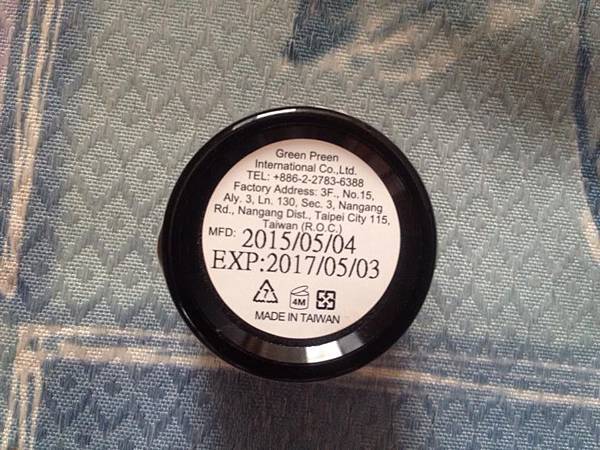 Green Preen
International Co.,Ltd.
TEL: +886-2-2783-6388
Factory Address: 3F., No.15,
Aly. 3, Ln. 130, Sec. 3, Nangang
Rd., Nangang Dist., Taipei City 115,
Taiwan (R.O.C.)
MFD: 2015/05/04
EXP:2017/05/03
7 4M
MADE IN TAIWAN